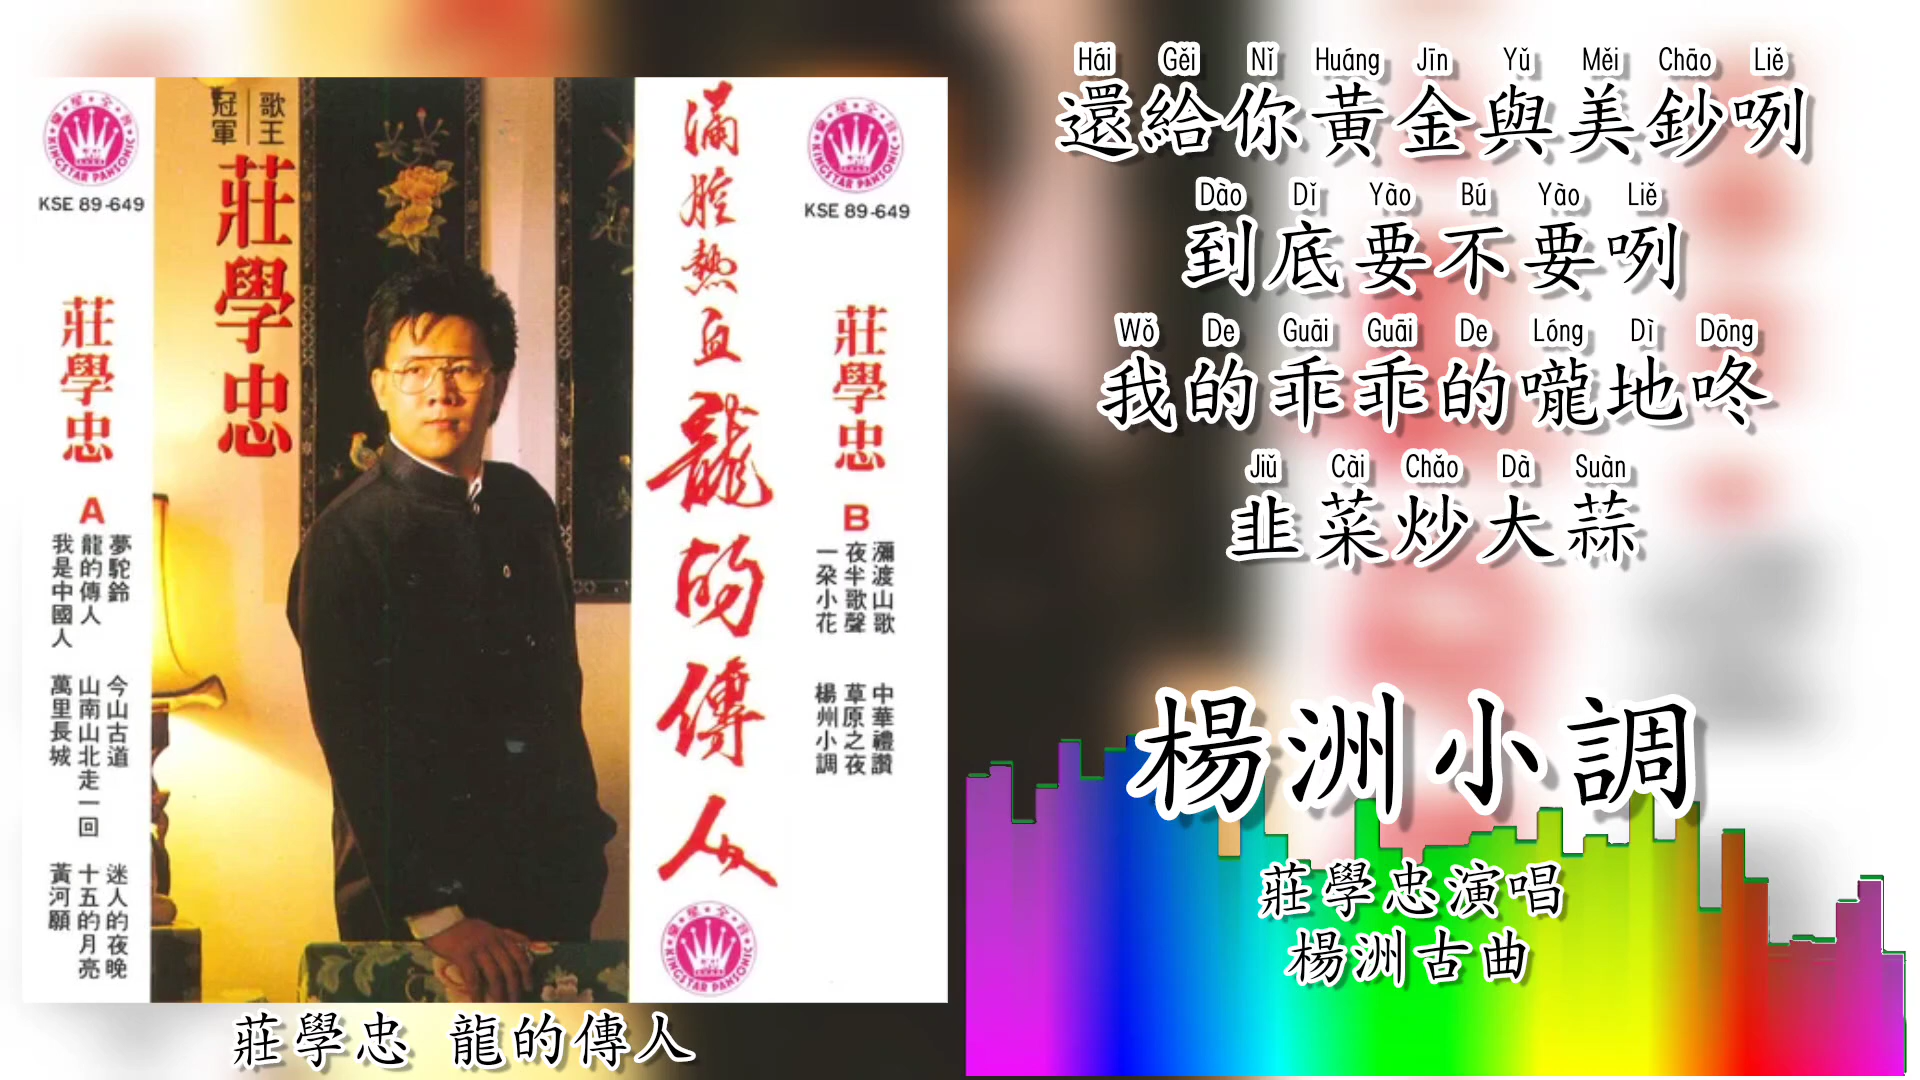 KINGSTAR PANSONIC
KSE 89-649
莊學忠
A
夢駝鈴
龍的傳人
我是中國人
今山古道
山南山北走一回
萬里長城
迷人的夜晚
十五的月亮
黃河願
歌王
冠軍
莊學忠
滿腔熱血龍的傳人
KINGSTAR PANSONIC
KINGSTAR PANSONIC
KSE 89-649
莊學忠
B
瀰渡山歌
夜半歌聲
一朶小花
中華禮讚
草原之夜
楊州小調
莊學忠 龍的傳人
Hái Gěi Nǐ Huáng Jīn Yǔ Měi Chāo Liě
還給你黃金與美鈔咧
Dào Dǐ Yào Bú Yào Liě
到底要不要咧
Wǒ De Guāi Guāi De Lóng Dì Dōng
我的乖乖的嚨地咚
Jiǔ Cài Chǎo Dà Suàn
韭菜炒大蒜
楊洲小調
莊學忠演唱
楊洲古曲